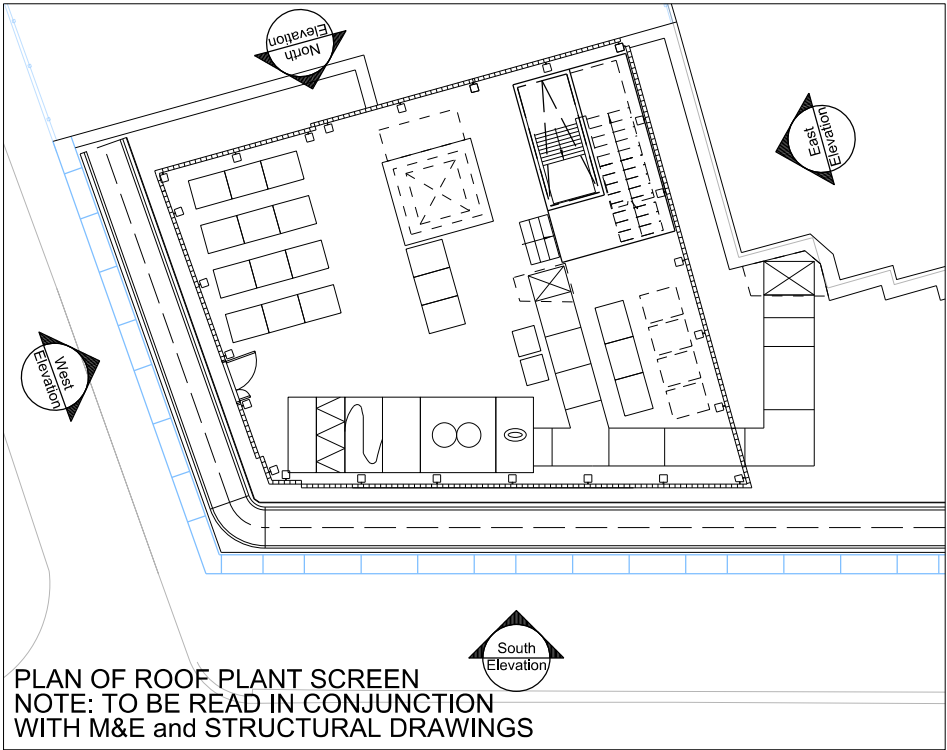 North
Elevation
East
Elevation
West
Elevation
South
Elevation
PLAN OF ROOF PLANT SCREEN
NOTE: TO BE READ IN CONJUNCTION
WITH M&E and STRUCTURAL DRAWINGS